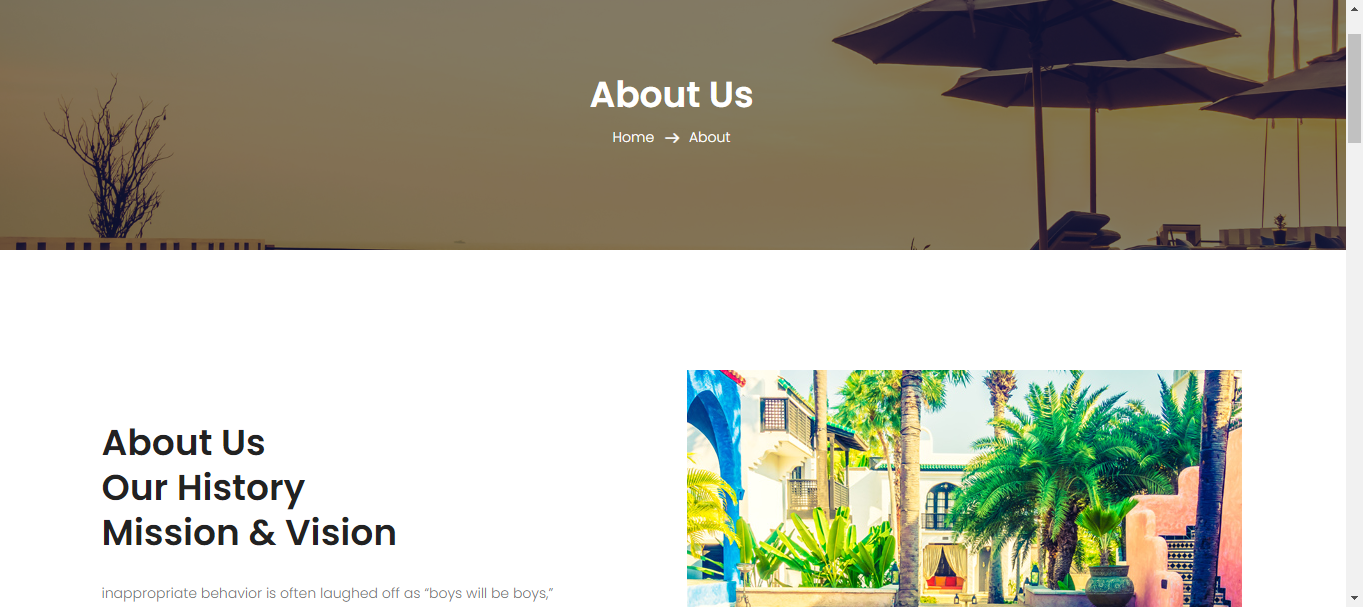 About Us
Home → About
About Us
Our History
Mission & Vision
inappropriate behavior is often laughed off as “boys will be boys,”